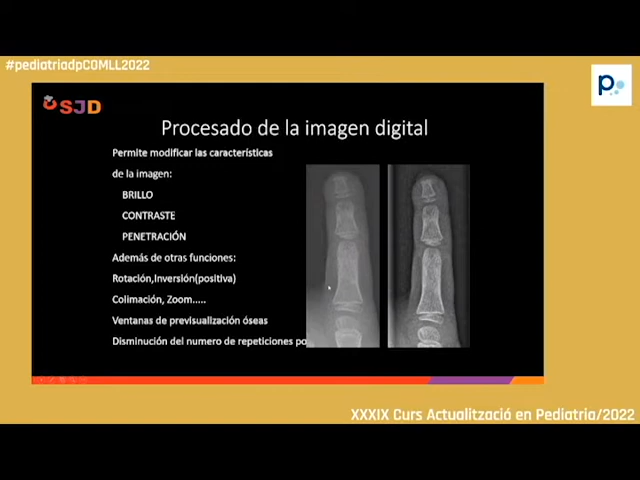 #pediatriadpCOMLL2022
p
SJD
Procesado de la imagen digital
Permite modificar las características
de la imagen:
BRILLO
CONTRASTE
PENETRACIÓN
Además de otras funciones:
Rotación,Inversión(positiva)
Colimación, Zoom.....
Ventanas de previsualización óseas
Disminución del numero de repeticiones po
XXXIX Curs Actualització en Pediatria/2022